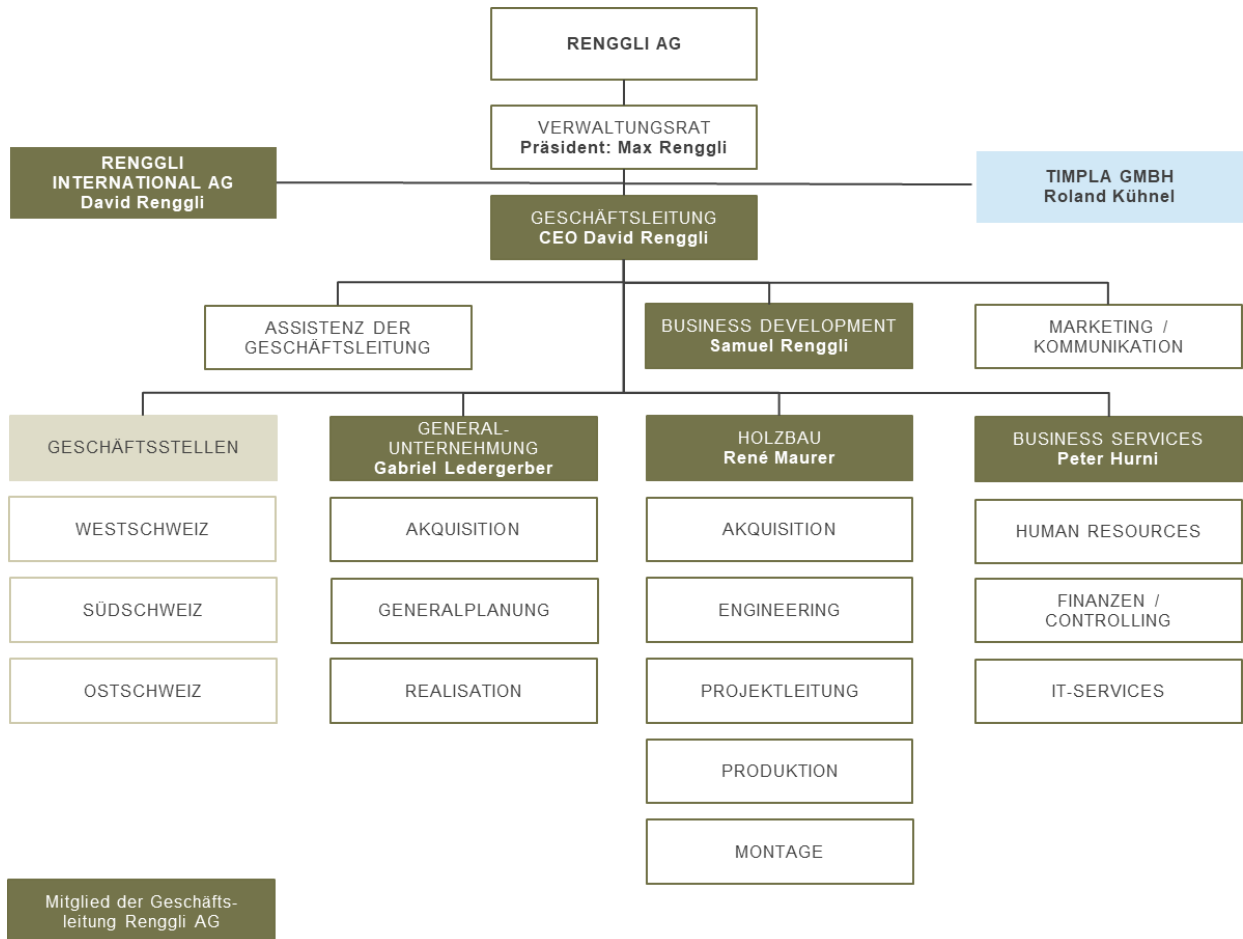 RENGGLI AG
VERWALTUNGSRAT
Präsident: Max Renggli
RENGGLI
INTERNATIONAL AG
David Renggli
TIMPLA GMBH
Roland Kühnel
GESCHÄFTSLEITUNG
CEO David Renggli
ASSISTENZ DER
GESCHÄFTSLEITUNG
BUSINESS DEVELOPMENT
Samuel Renggli
MARKETING /
KOMMUNIKATION
GESCHÄFTSSTELLEN
WESTSCHWEIZ
SÜDSCHWEIZ
OSTSCHWEIZ
GENERAL-
UNTERNEHMUNG
Gabriel Ledergerber
AKQUISITION
GENERALPLANUNG
REALISATION
HOLZBAU
René Maurer
AKQUISITION
ENGINEERING
PROJEKTLEITUNG
PRODUKTION
MONTAGE
BUSINESS SERVICES
Peter Hurni
HUMAN RESOURCES
FINANZEN /
CONTROLLING
IT-SERVICES
Mitglied der Geschäfts-
leitung Renggli AG